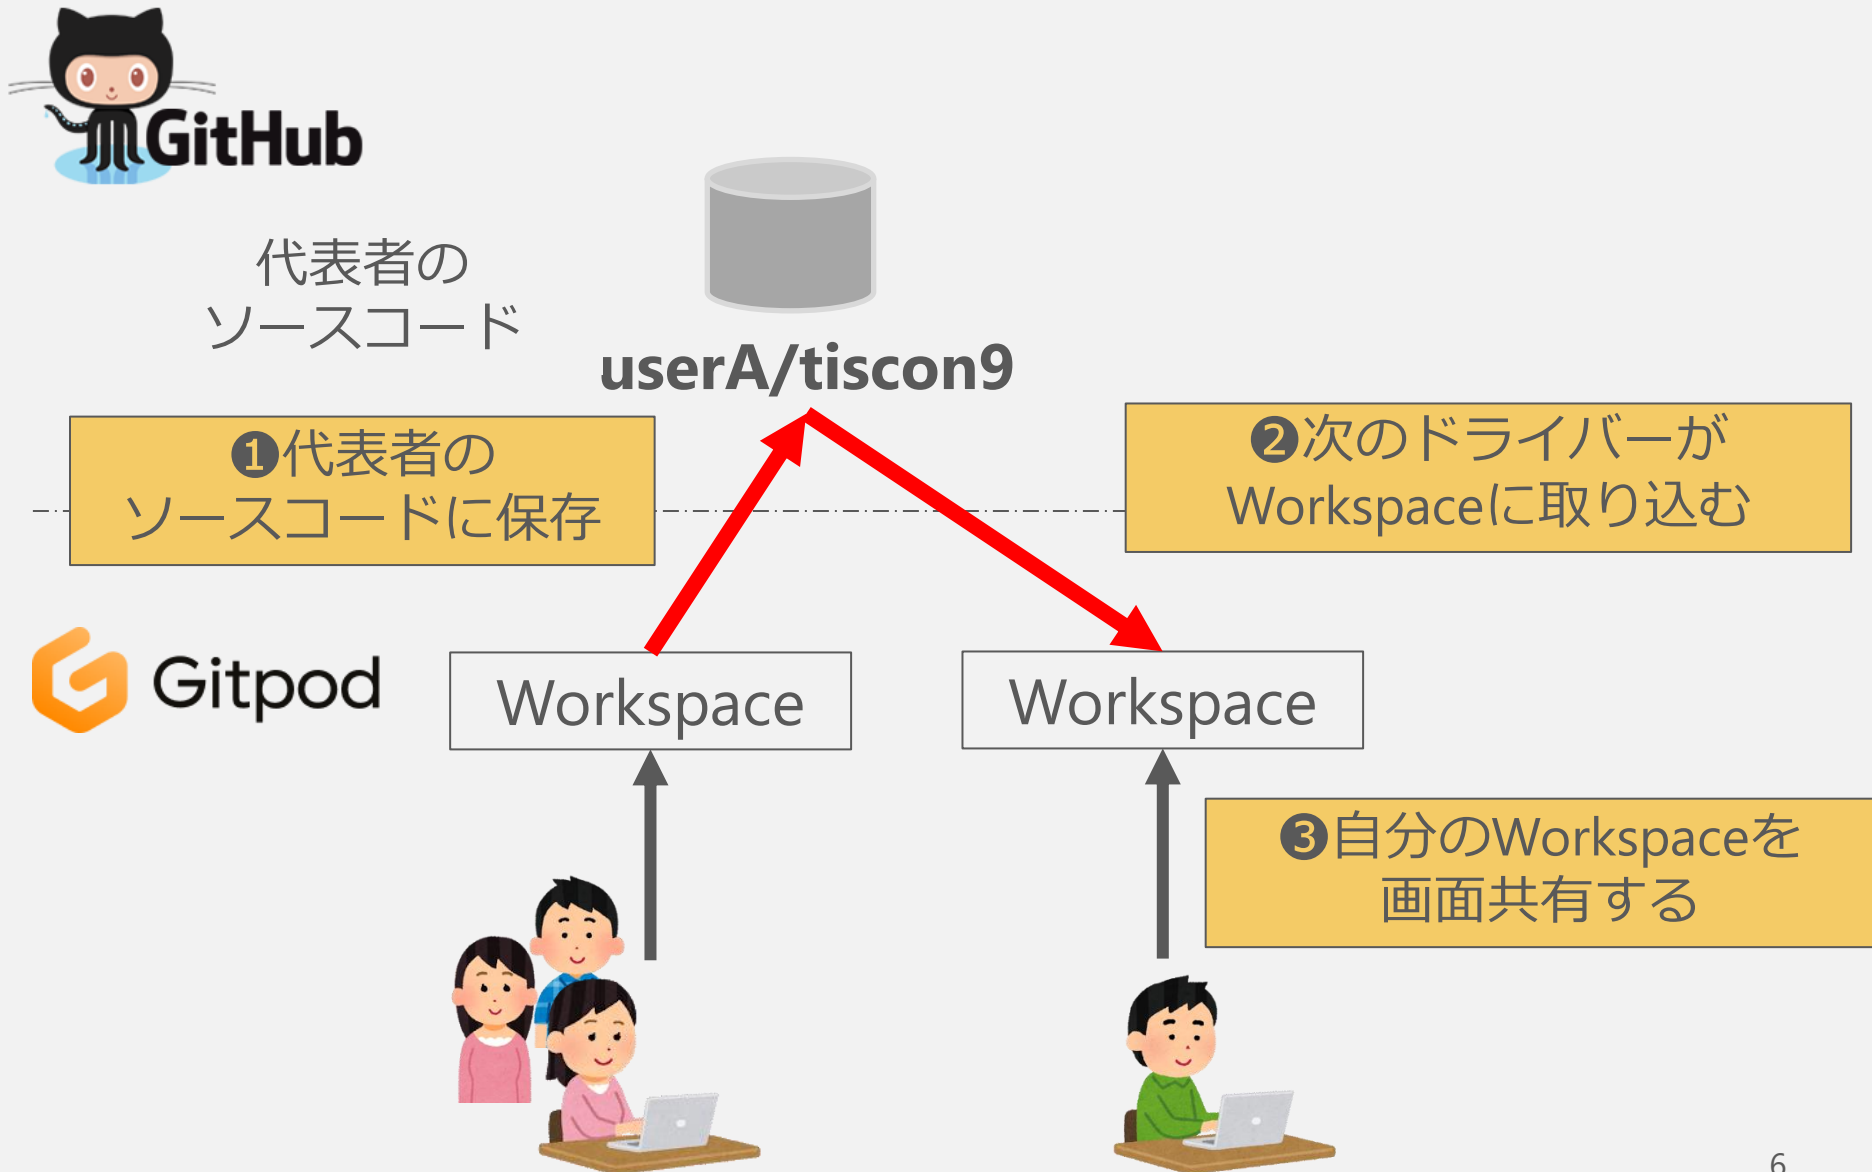 GitHub
代表者の
ソースコード
userA/tiscon9
❶代表者の
ソースコードに保存
❷次のドライバーが
Workspaceに取り込む
Gitpod
Workspace
Workspace
❸自分のWorkspaceを
画面共有する
6